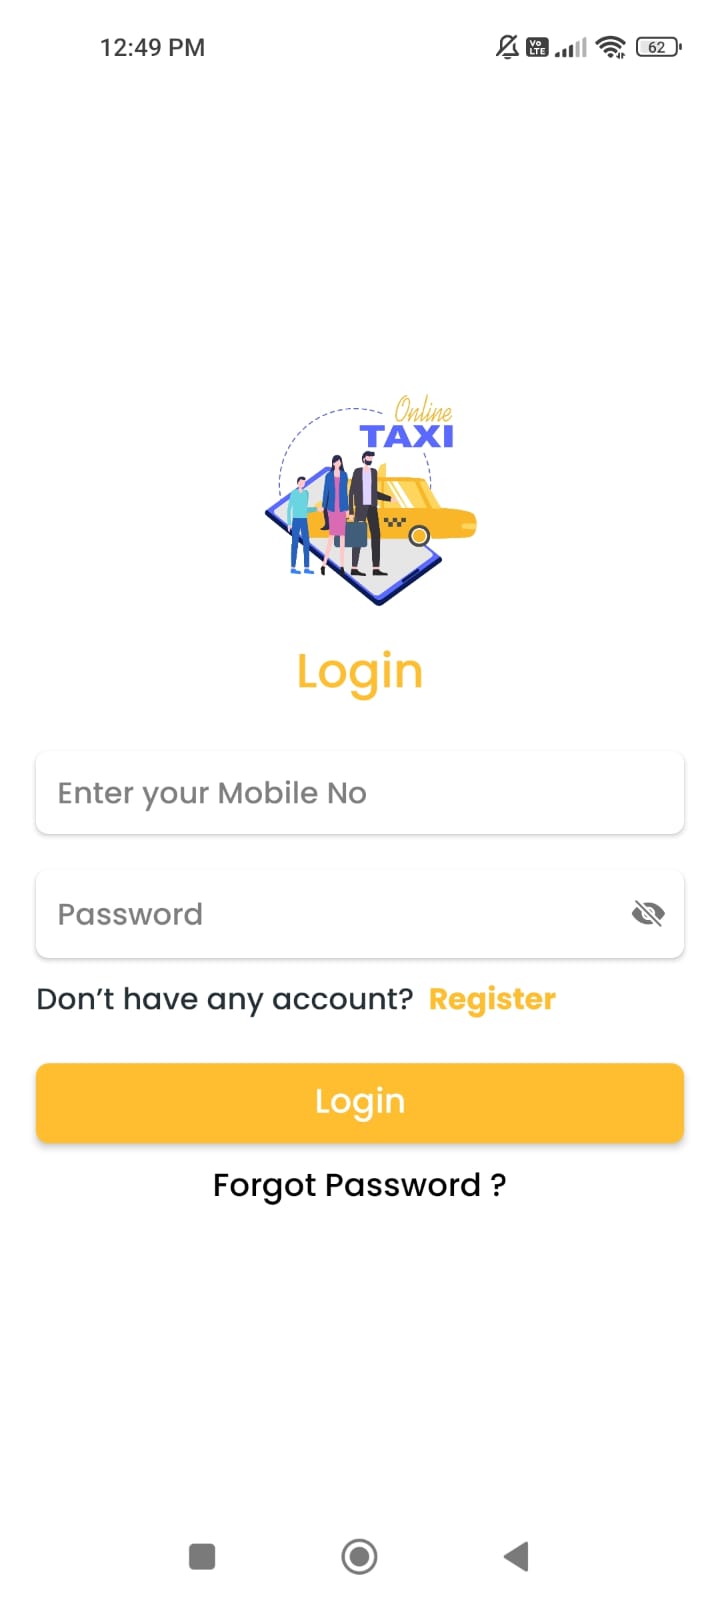 12:49 PM
Vo LTE
62
Online
TAXI
Login
Enter your Mobile No
Password
Don’t have any account? Register
Login
Forgot Password ?